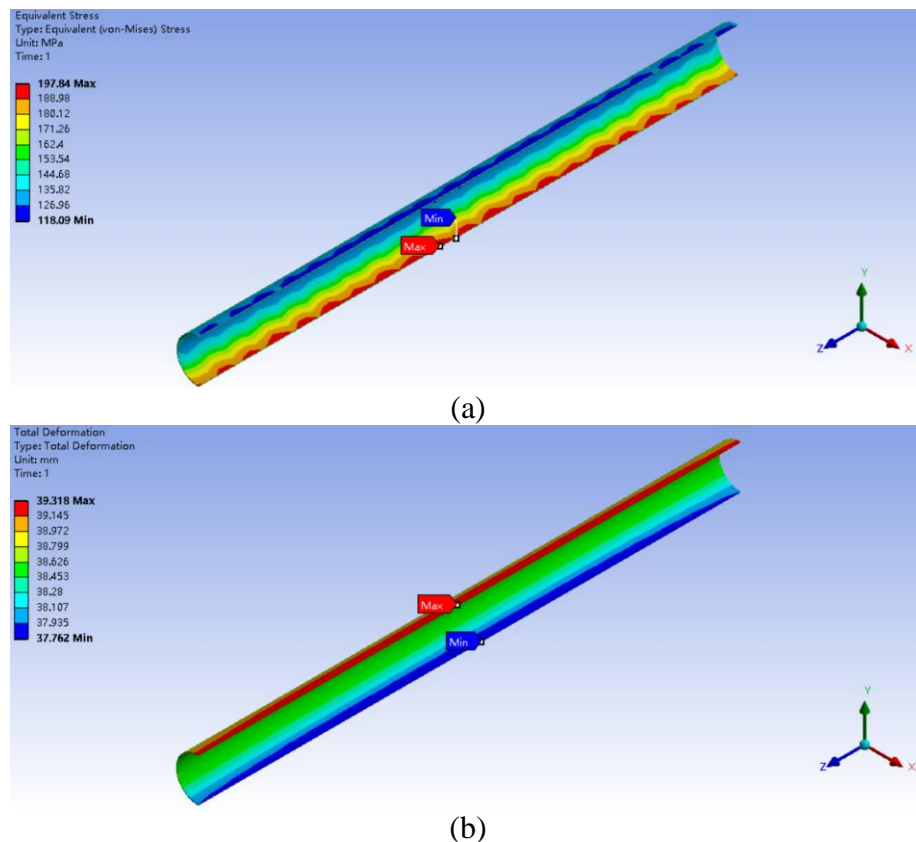 Equivalent Stress
Type: Equivalent (von-Mises) Stress
Unit: MPa
Time: 1
197.84 Max
188.98
180.12
171.26
162.4
153.54
144.68
135.82
126.96
118.09 Min
Min
Max
Y
Z
X
(a)
Total Deformation
Type: Total Deformation
Unit: mm
Time: 1
39.318 Max
39.145
38.972
38.799
38.626
38.453
38.28
38.107
37.935
37.762 Min
Max
Min
Y
Z
X
(b)